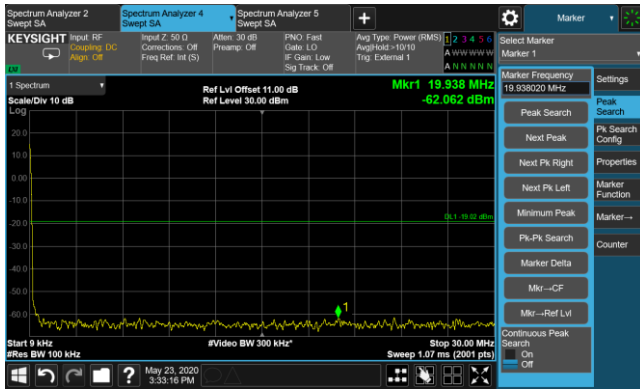 Spectrum Analyzer 2
Swept SA
Spectrum Analyzer 4
Swept SA
Spectrum Analyzer 5
Swept SA
Marker
KEYSIGHT
Input: RF
Coupling: DC
Align: Off
Input Z: 50 Ω
Corrections: Off
Freq Ref: Int (S)
Atten: 30 dB
Preamp: Off
PNO: Fast
Gate: LO
IF Gain: Low
Sig Track: Off
Avg Type: Power (RMS)
Avg|Hold >10/10
Trig: External 1
1 2 3 4 5 6
A W W W W W
A N N N N N
Select Marker
Marker 1
1 Spectrum
Scale/Div 10 dB
Log
Ref Lvl Offset 11.00 dB
Ref Level 30.00 dBm
Mkr1 19.938 MHz
-62.062 dBm
20.0
10.0
0.00
-10.0
-20.0
-30.0
-40.0
-50.0
-60.0
DL1 -19.02 dBm
1
Start 9 kHz
#Res BW 100 kHz
#Video BW 300 kHz*
Stop 30.00 MHz
Sweep 1.07 ms (2001 pts)
Marker Frequency
19.938020 MHz
Peak Search
Next Peak
Next Pk Right
Next Pk Left
Minimum Peak
Pk-Pk Search
Marker Delta
Mkr→CF
Mkr→Ref Lvl
Continuous Peak
Search
On
Off
Settings
Peak
Search
Pk Search
Config
Properties
Marker
Function
Marker→
Counter
?
May 23, 2020
3:33:16 PM